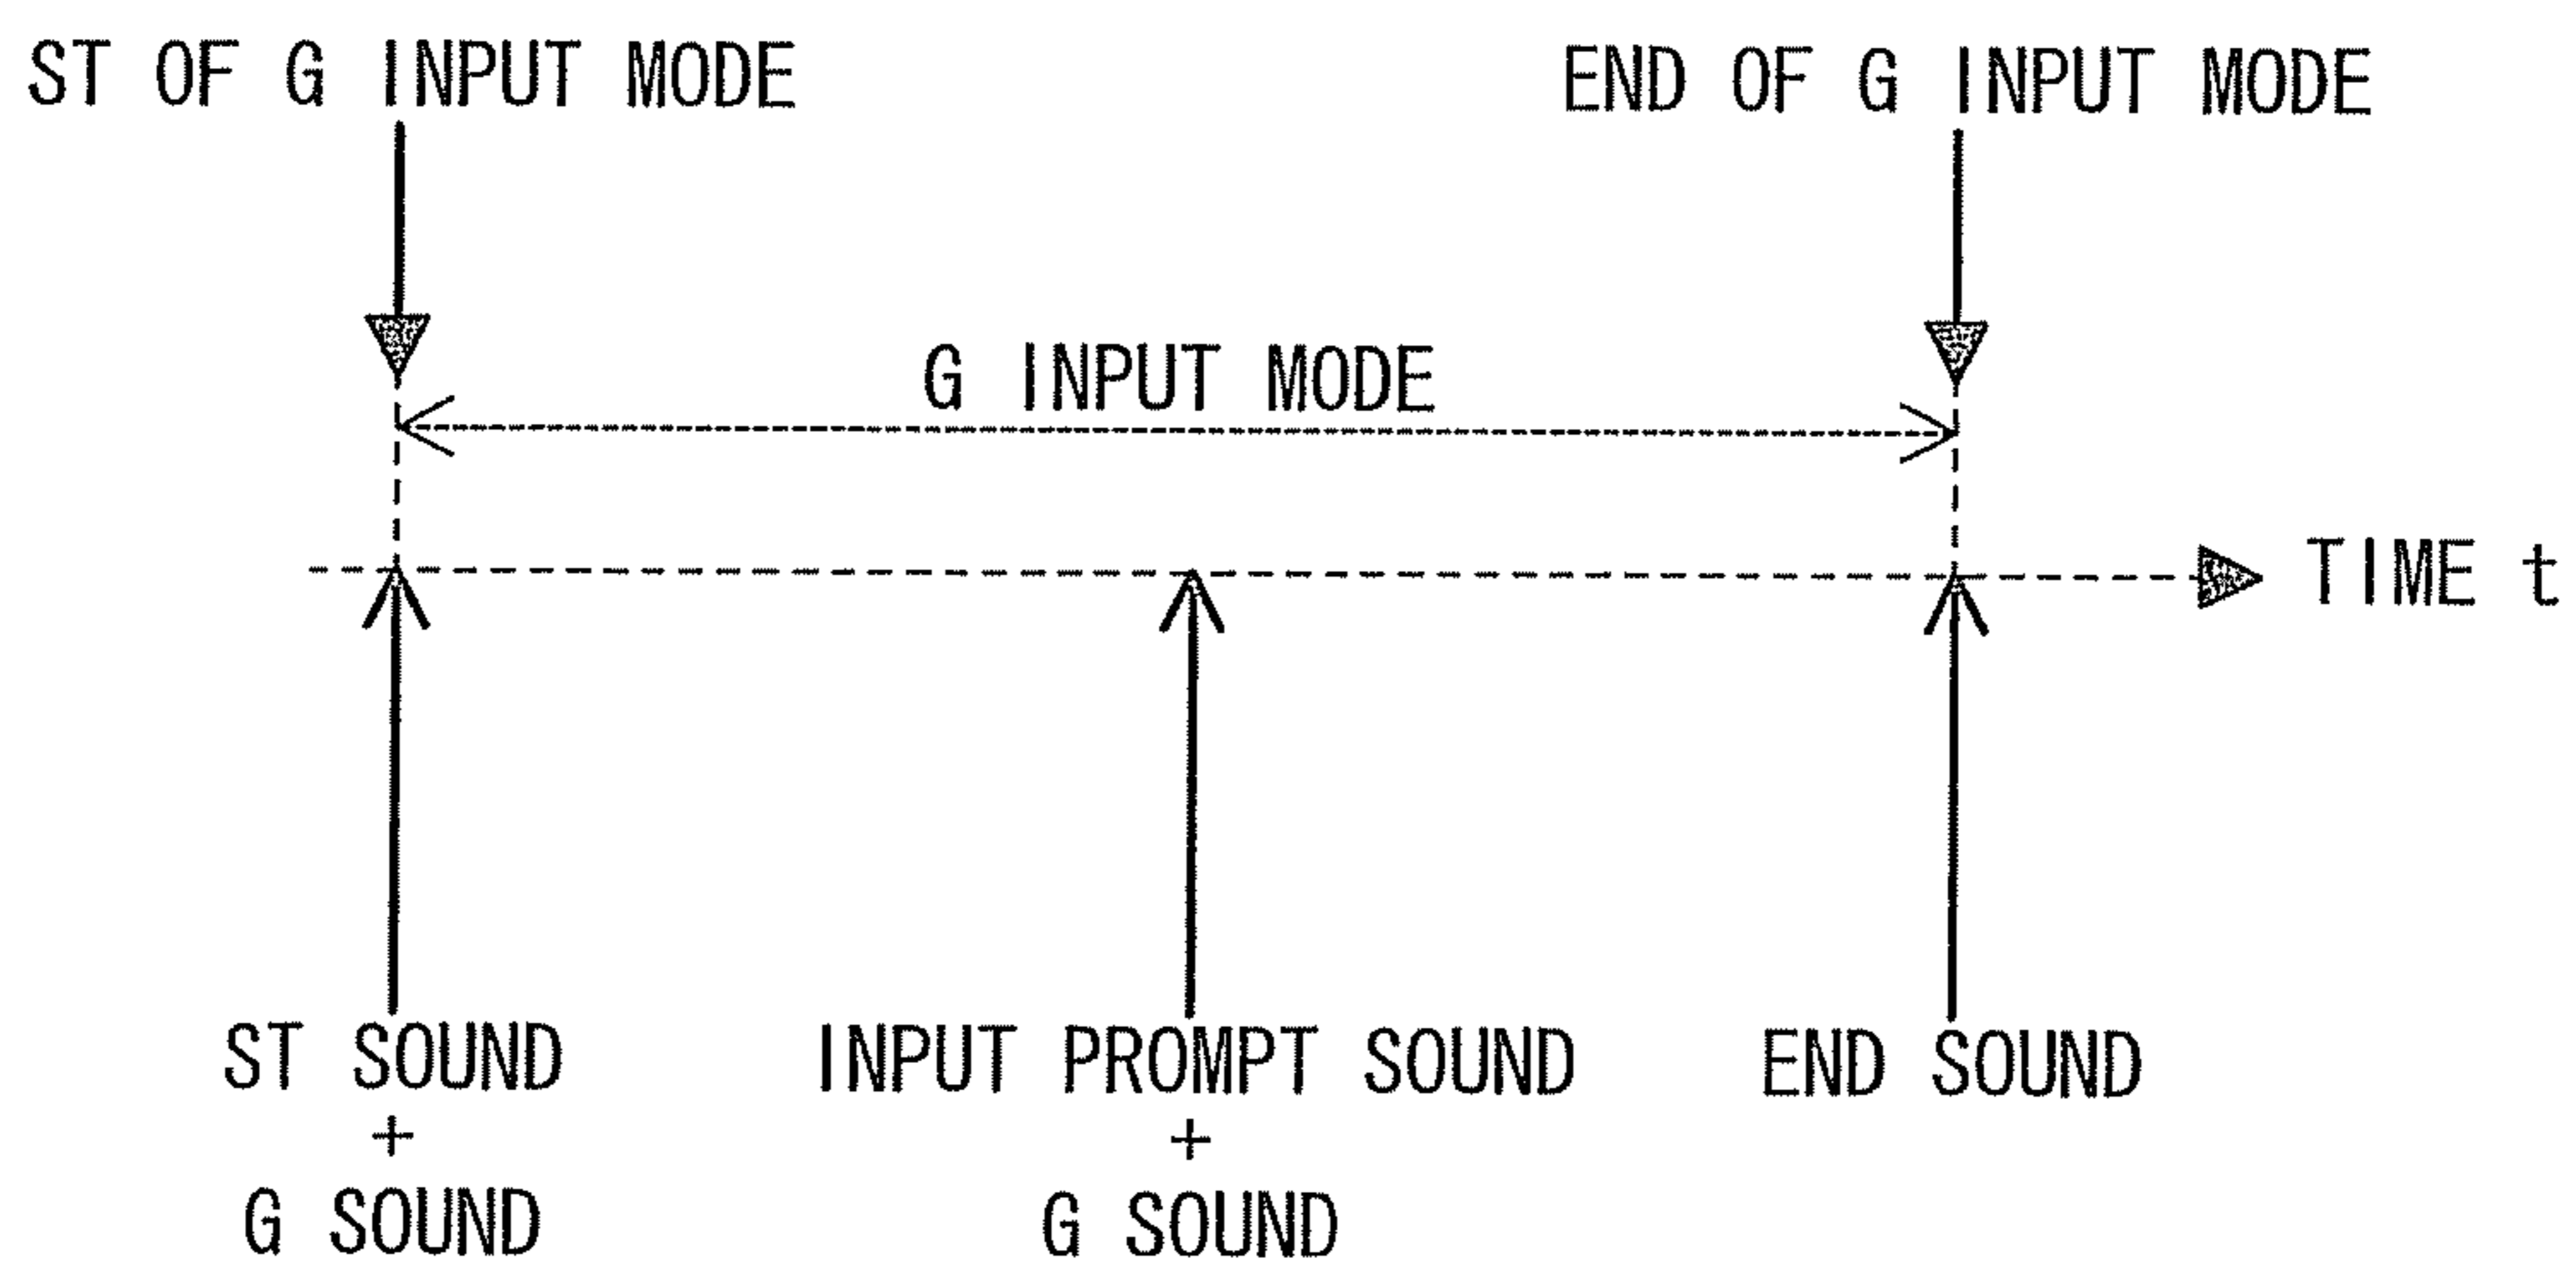 ST OF G INPUT MODE
END OF G INPUT MODE
G INPUT MODE
TIME t
ST SOUND
+
G SOUND
INPUT PROMPT SOUND
+
G SOUND
END SOUND